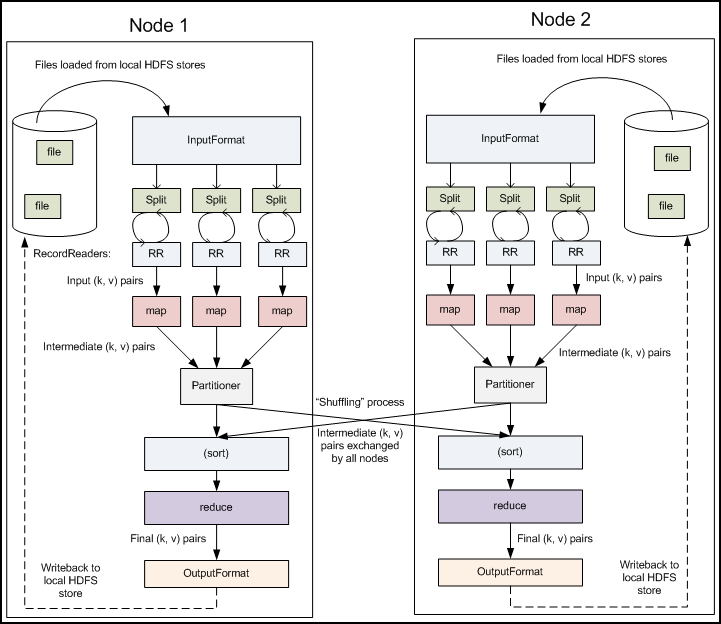 Node 1
Node 2
Files loaded from local HDFS stores
Files loaded from local HDFS stores
file
file
InputFormat
InputFormat
file
file
Split
Split
Split
Split
Split
Split
RecordReaders:
RR
RR
RR
RR
RR
RR
Input (k, v) pairs
Input (k, v) pairs
map
map
map
map
map
map
Intermediate (k, v) pairs
Intermediate (k, v) pairs
Partitioner
Partitioner
“Shuffling” process
Intermediate (k, v)
pairs exchanged
by all nodes
(sort)
(sort)
reduce
reduce
Final (k, v) pairs
Final (k, v) pairs
OutputFormat
OutputFormat
Writeback to
local HDFS
store
Writeback to
local HDFS
store